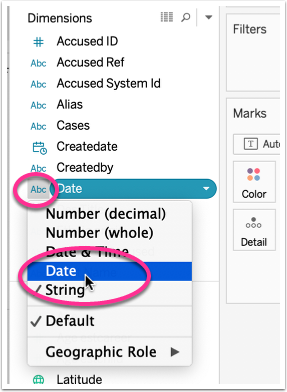 Dimensions
Filters
Accused ID
Abc Accused Ref
Abc Accused System Id
Abc Alias
Abc Cases
Createdate
Abc Createdby
Abc Date
Marks
T Aut
Color
Detail
Number (decimal)
Number (whole)
Date & Time
Date
✓ String
✓ Default
Geographic Role
Latitude